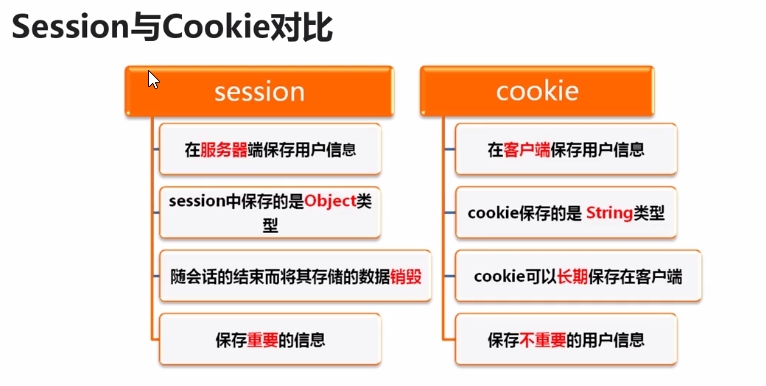 Session与Cookie对比
session
在服务器端保存用户信息
session中保存的是Object类
型
随会话的结束而将其存储的数据销毁
保存重要的信息
cookie
在客户端保存用户信息
cookie保存的是 String类型
cookie可以长期保存在客户端
保存不重要的用户信息